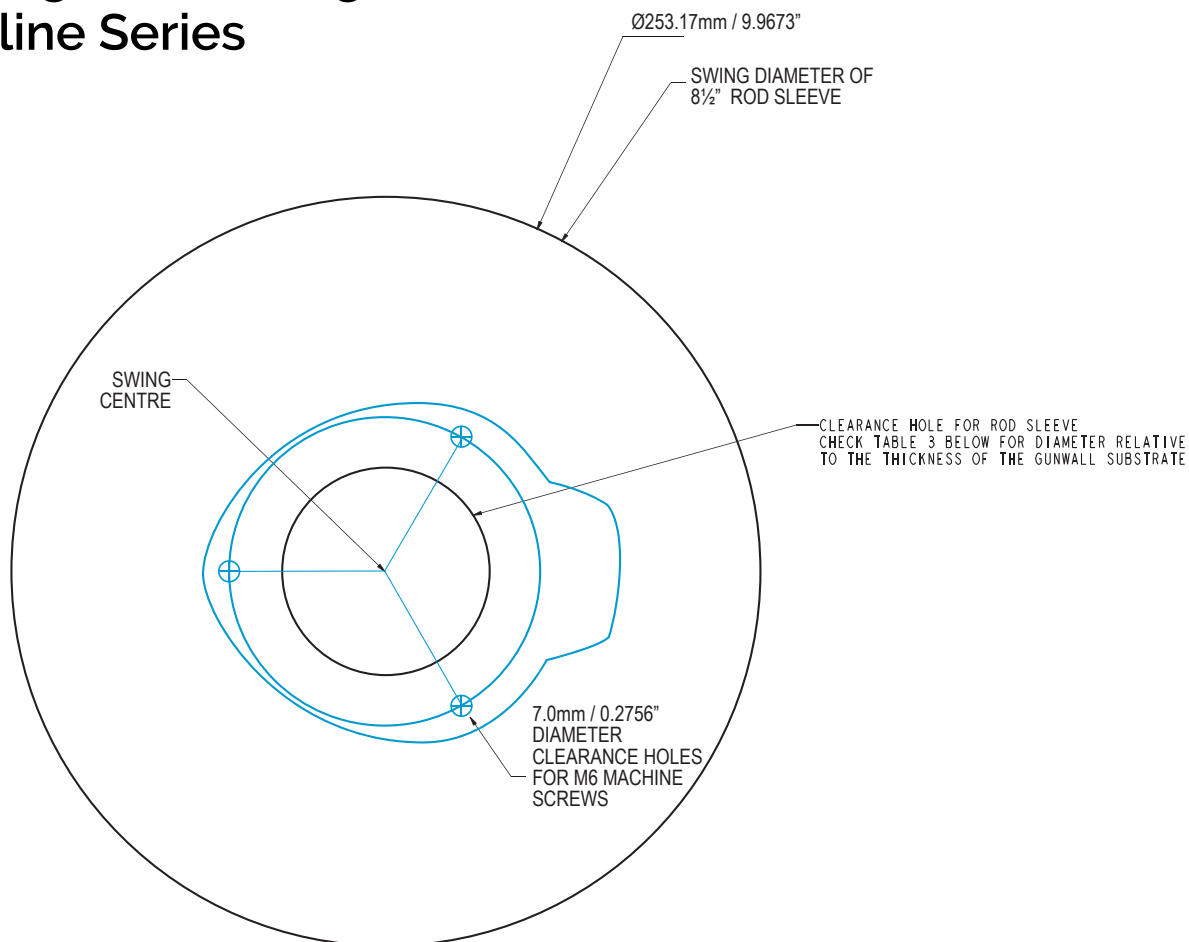 line Series
Ø253.17mm / 9.9673”
SWING DIAMETER OF
8½” ROD SLEEVE
SWING
CENTRE
CLEARANCE HOLE FOR ROD SLEEVE
CHECK TABLE 3 BELOW FOR DIAMETER RELATIVE
TO THE THICKNESS OF THE GUNWALL SUBSTRATE
7.0mm / 0.2756”
DIAMETER
CLEARANCE HOLES
FOR M6 MACHINE
SCREWS